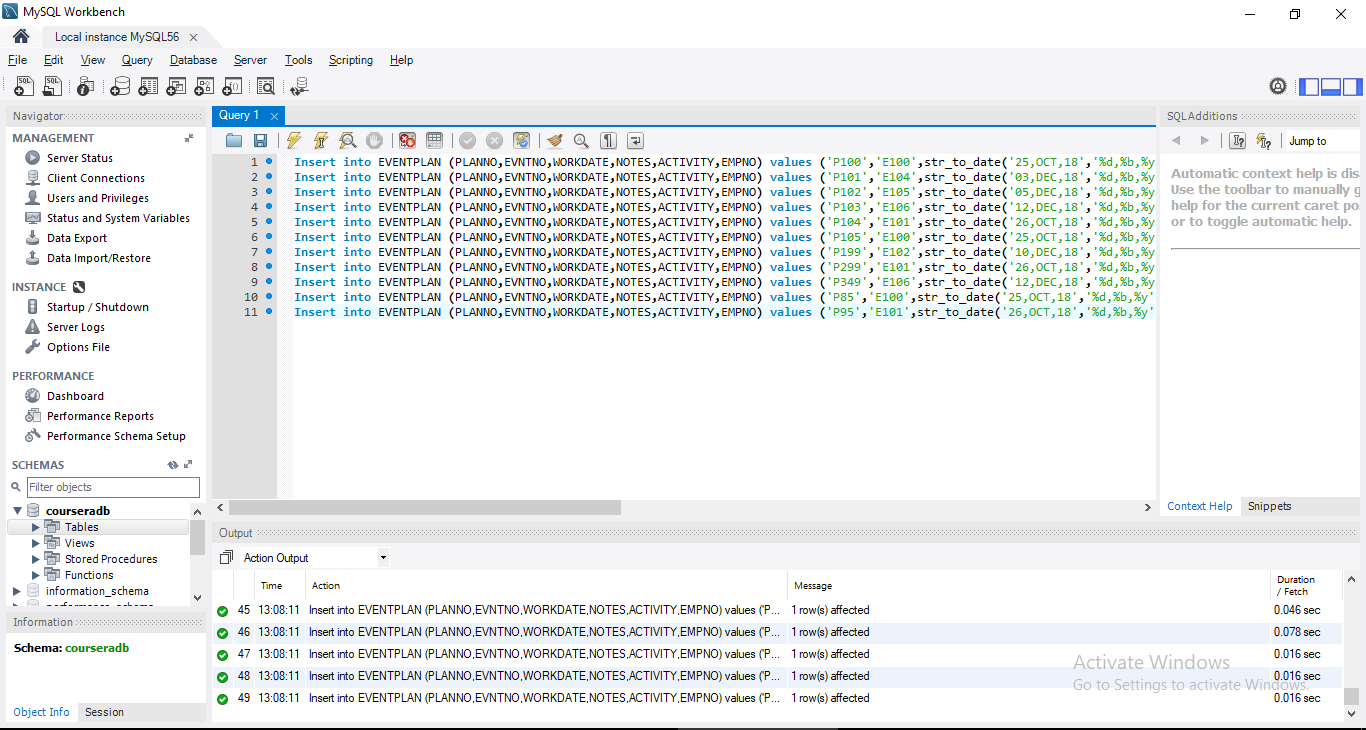 MySQL Workbench
Local instance MySQL56
File Edit View Query Database Server Tools Scripting Help
Navigator
MANAGEMENT
Server Status
Client Connections
Users and Privileges
Status and System Variables
Data Export
Data Import/Restore
INSTANCE
Startup / Shutdown
Server Logs
Options File
PERFORMANCE
Dashboard
Performance Reports
Performance Schema Setup
SCHEMAS
Filter objects
courseradb
Tables
Views
Stored Procedures
Functions
information_schema
performance_schema
Information
Schema: courseradb
Object Info Session
Query 1
1 Insert into EVENTPLAN (PLANNO,EVNTNO,WORKDATE,NOTES,ACTIVITY,EMPNO) values ('P100','E100',str_to_date('25,OCT,18','%d,%b,%y
2 Insert into EVENTPLAN (PLANNO,EVNTNO,WORKDATE,NOTES,ACTIVITY,EMPNO) values ('P101','E104',str_to_date('03,DEC,18','%d,%b,%y
3 Insert into EVENTPLAN (PLANNO,EVNTNO,WORKDATE,NOTES,ACTIVITY,EMPNO) values ('P102','E105',str_to_date('05,DEC,18','%d,%b,%y
4 Insert into EVENTPLAN (PLANNO,EVNTNO,WORKDATE,NOTES,ACTIVITY,EMPNO) values ('P103','E106',str_to_date('12,DEC,18','%d,%b,%y
5 Insert into EVENTPLAN (PLANNO,EVNTNO,WORKDATE,NOTES,ACTIVITY,EMPNO) values ('P104','E101',str_to_date('26,OCT,18','%d,%b,%y
6 Insert into EVENTPLAN (PLANNO,EVNTNO,WORKDATE,NOTES,ACTIVITY,EMPNO) values ('P105','E100',str_to_date('25,OCT,18','%d,%b,%y
7 Insert into EVENTPLAN (PLANNO,EVNTNO,WORKDATE,NOTES,ACTIVITY,EMPNO) values ('P199','E102',str_to_date('10,DEC,18','%d,%b,%y
8 Insert into EVENTPLAN (PLANNO,EVNTNO,WORKDATE,NOTES,ACTIVITY,EMPNO) values ('P299','E101',str_to_date('26,OCT,18','%d,%b,%y
9 Insert into EVENTPLAN (PLANNO,EVNTNO,WORKDATE,NOTES,ACTIVITY,EMPNO) values ('P349','E106',str_to_date('12,DEC,18','%d,%b,%y
10 Insert into EVENTPLAN (PLANNO,EVNTNO,WORKDATE,NOTES,ACTIVITY,EMPNO) values ('P85','E100',str_to_date('25,OCT,18','%d,%b,%y'
11 Insert into EVENTPLAN (PLANNO,EVNTNO,WORKDATE,NOTES,ACTIVITY,EMPNO) values ('P95','E101',str_to_date('26,OCT,18','%d,%b,%y'
SQLAdditions
Jump to
Automatic context help is dis
Use the toolbar to manually g
help for the current caret po
or to toggle automatic help.
Context Help Snippets
Output
Action Output
Time Action Message Duration / Fetch
45 13:08:11 Insert into EVENTPLAN (PLANNO,EVNTNO,WORKDATE,NOTES,ACTIVITY,EMPNO) values ('P... 1 row(s) affected 0.046 sec
46 13:08:11 Insert into EVENTPLAN (PLANNO,EVNTNO,WORKDATE,NOTES,ACTIVITY,EMPNO) values ('P... 1 row(s) affected 0.078 sec
47 13:08:11 Insert into EVENTPLAN (PLANNO,EVNTNO,WORKDATE,NOTES,ACTIVITY,EMPNO) values ('P... 1 row(s) affected 0.016 sec
48 13:08:11 Insert into EVENTPLAN (PLANNO,EVNTNO,WORKDATE,NOTES,ACTIVITY,EMPNO) values ('P... 1 row(s) affected 0.016 sec
49 13:08:11 Insert into EVENTPLAN (PLANNO,EVNTNO,WORKDATE,NOTES,ACTIVITY,EMPNO) values ('P... 1 row(s) affected 0.016 sec
Activate Windows
Go to Settings to activate Windows.